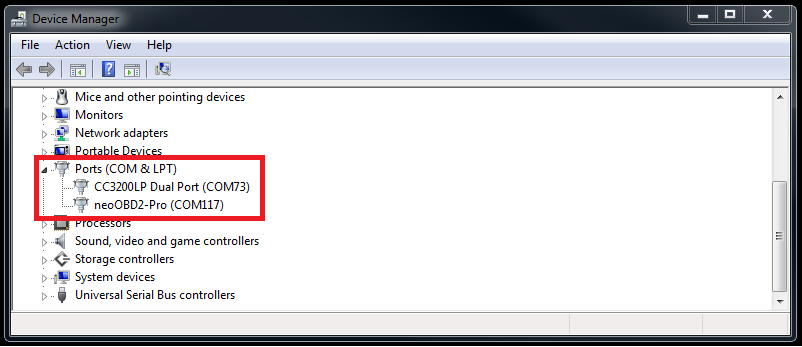 Device Manager
File Action View Help
Mice and other pointing devices
Monitors
Network adapters
Portable Devices
Ports (COM & LPT)
CC3200LP Dual Port (COM73)
neoOBD2-Pro (COM117)
Processors
Sound, video and game controllers
Storage controllers
System devices
Universal Serial Bus controllers